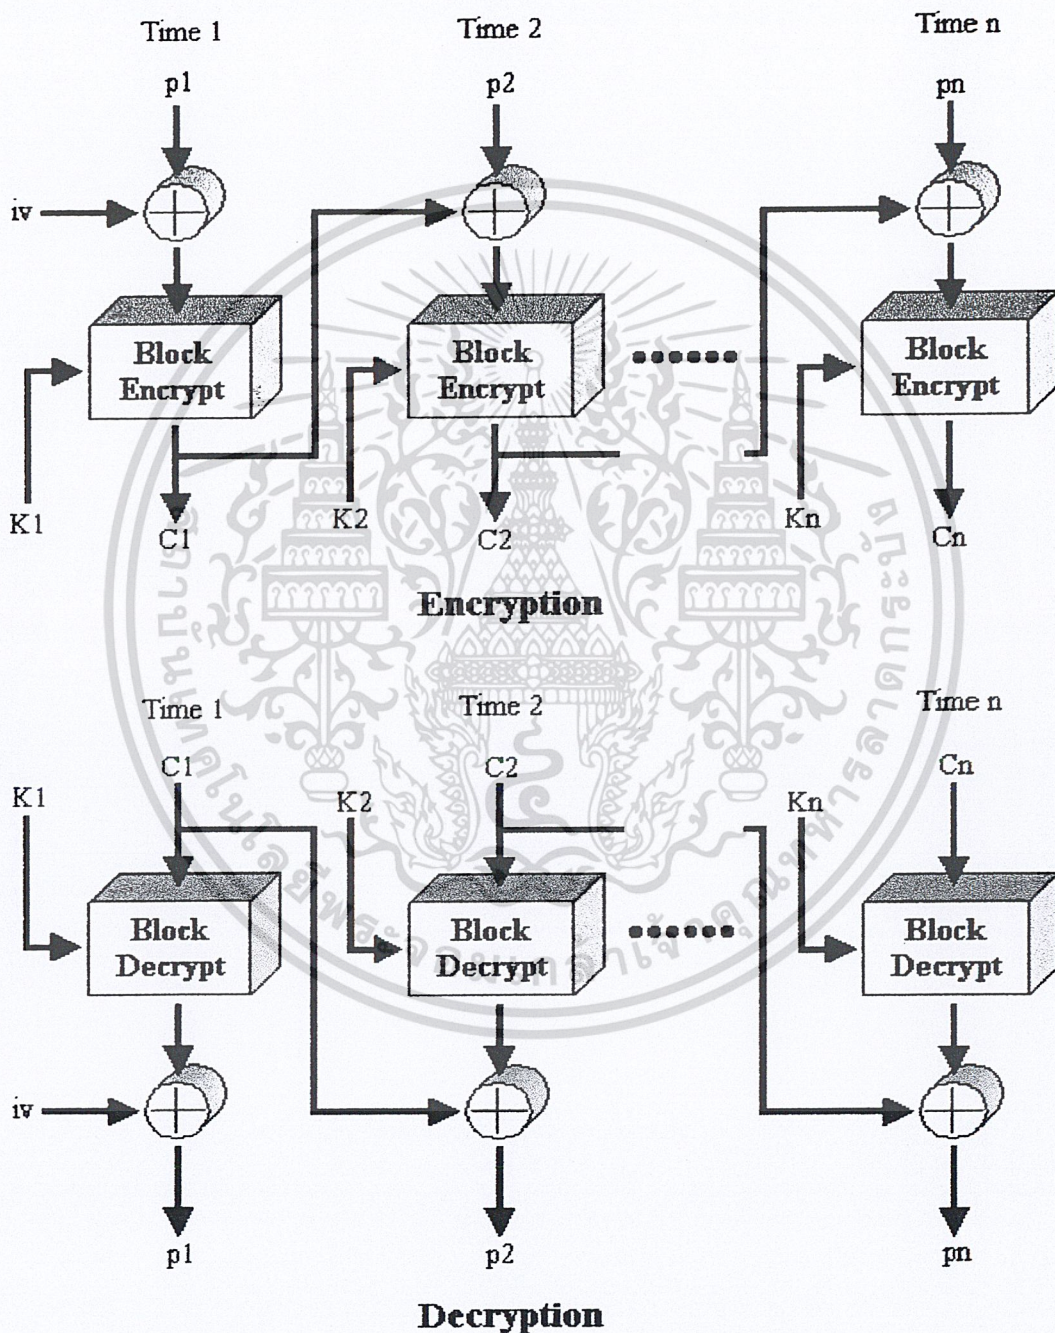 Time 1 Time 2 Time n
p1 p2 pn
iv
Block Encrypt Block Encrypt Block Encrypt
K1 K2 Kn
C1 C2 Cn
Encryption
Time 1 Time 2 Time n
C1 C2 Cn
K1 K2 Kn
Block Decrypt Block Decrypt Block Decrypt
iv
p1 p2 pn
Decryption